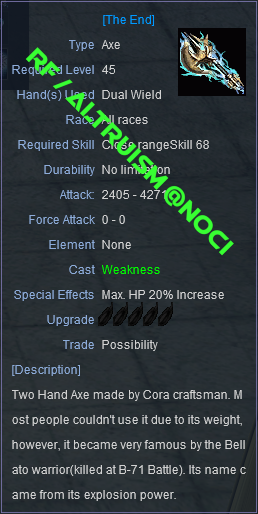 [The End]
Type Axe
Required Level 45
Hand(s) Used Dual Wield
Race All races
Required Skill Close rangeSkill 68
Durability No limitation
Attack: 2405 - 4271
Force Attack 0 - 0
Element None
Cast Weakness
Special Effects Max. HP 20% Increase
Upgrade
Trade Possibility
[Description]
Two Hand Axe made by Cora craftsman. M
ost people couldn't use it due to its weight,
however, it became very famous by the Bell
ato warrior(killed at B-71 Battle). Its name c
ame from its explosion power.
RF / ALTRUISM @NOCI